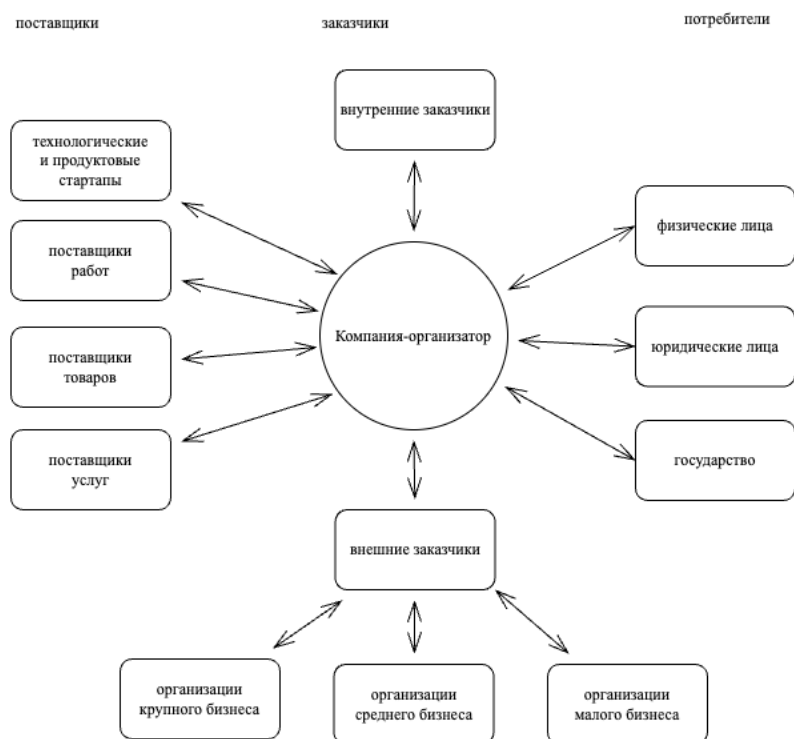 поставщики
заказчики
потребители
внутренние заказчики
технологические
и продуктовые
стартапы
поставщики
работ
поставщики
товаров
поставщики
услуг
Компания-организатор
физические лица
юридические лица
государство
внешние заказчики
организации
крупного бизнеса
организации
среднего бизнеса
организации
малого бизнеса